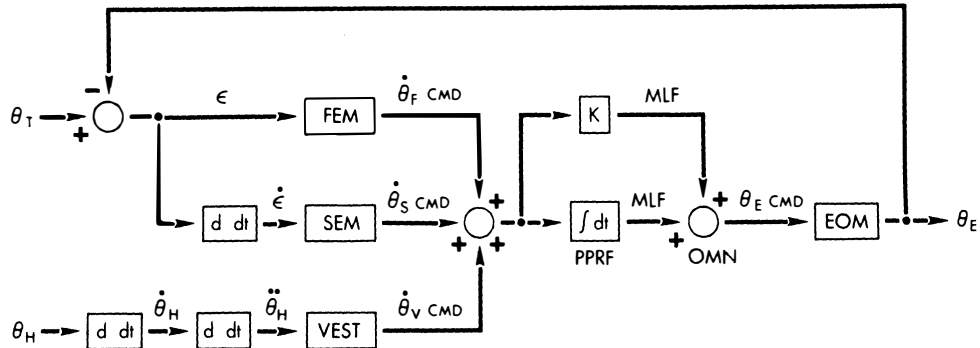 −
θT + ϵ FEM θ̇F CMD K MLF
+ +
d dt ϵ̇ SEM θ̇S CMD + + ∫ dt MLF + θE CMD EOM θE
PPRF OMN
θH d dt θ̇H d dt θ̈H VEST θ̇V CMD